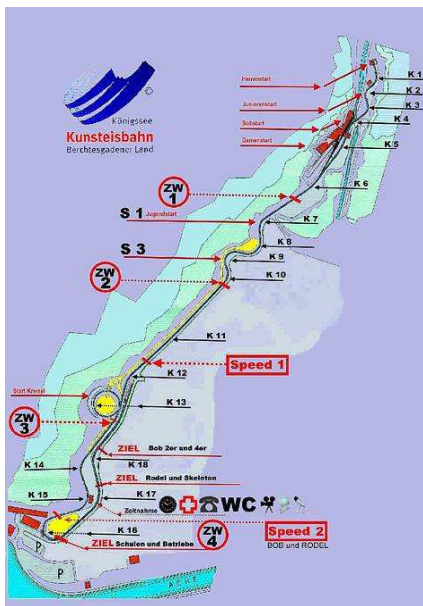 Königssee
Kunsteisbahn
Berchtesgadener Land
Herrenstart
Juniorenstart
Bobstart
Damenstart
K 1
K 2
K 3
K 4
K 5
K 6
ZW 1
S 1 Jugendstart
K 7
S 3
K 8
K 9
ZW 2
K 10
K 11
Speed 1
K 12
Start Kreisel
K 13
ZW 3
ZIEL Bob 2er und 4er
K 14
K 18
ZIEL Rodel und Skeleton
K 15
K 17
Zeitnahme
WC
K 16
ZW 4
Speed 2
BOB und RODEL
ZIEL Schulen und Betriebe
P
P
ACHE